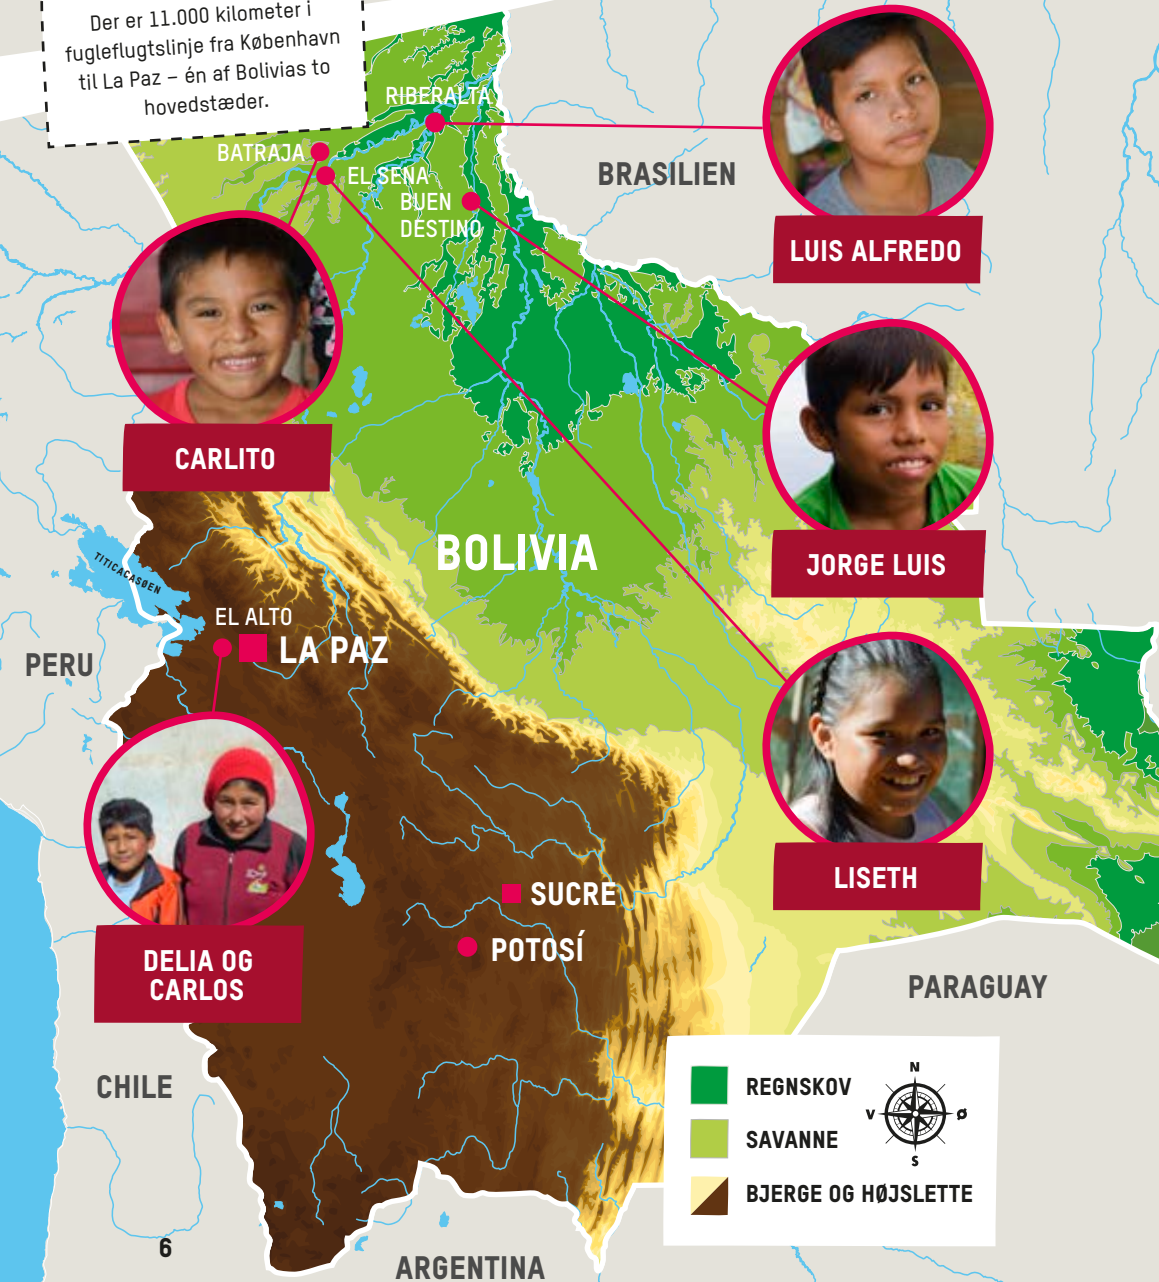 Der er 11.000 kilometer i
fugleflugtslinje fra København
til La Paz – én af Bolivias to
hovedstæder.
RIBERALTA
BATRAJA
EL SENA
BUEN
DESTINO
BRASILIEN
LUIS ALFREDO
CARLITO
JORGE LUIS
BOLIVIA
TITICACASØEN
EL ALTO
LA PAZ
PERU
LISETH
SUCRE
POTOSÍ
DELIA OG
CARLOS
PARAGUAY
CHILE
REGNSKOV
SAVANNE
BJERGE OG HØJSLETTE
N
V
Ø
S
6
ARGENTINA